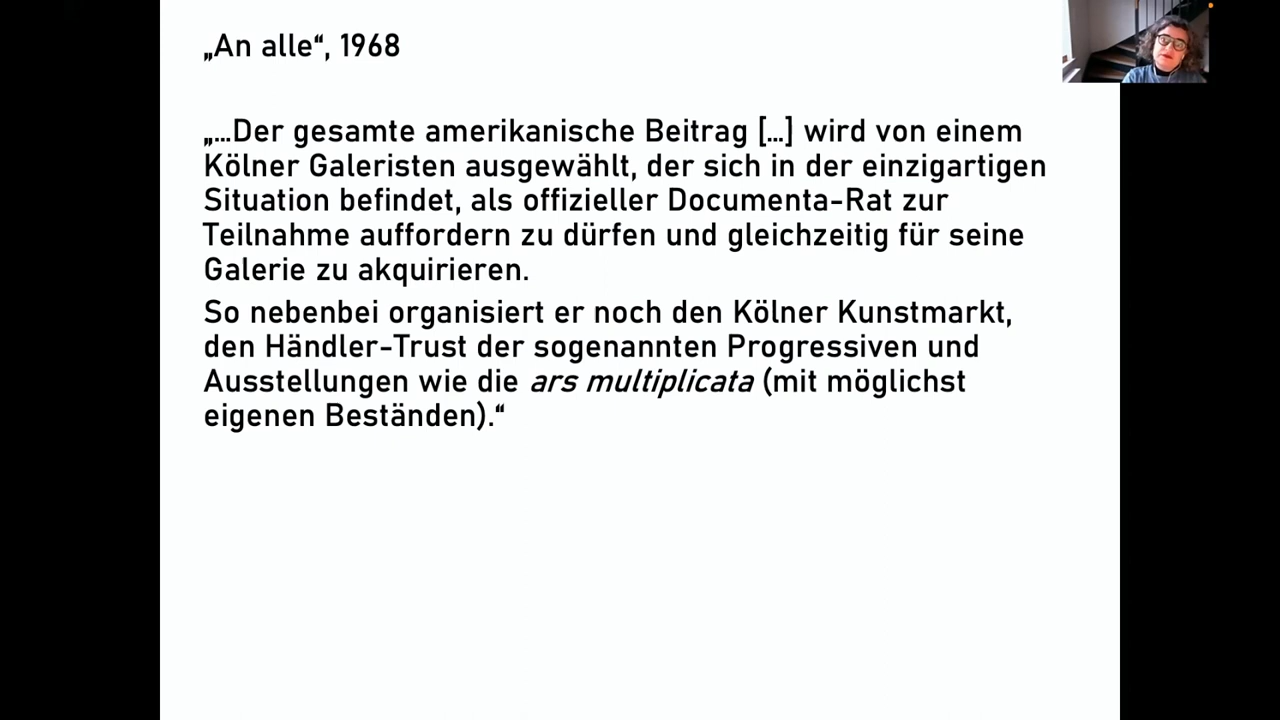 „An alle“, 1968
„…Der gesamte amerikanische Beitrag […] wird von einem
Kölner Galeristen ausgewählt, der sich in der einzigartigen
Situation befindet, als offizieller Documenta-Rat zur
Teilnahme auffordern zu dürfen und gleichzeitig für seine
Galerie zu akquirieren.
So nebenbei organisiert er noch den Kölner Kunstmarkt,
den Händler-Trust der sogenannten Progressiven und
Ausstellungen wie die ars multiplicata (mit möglichst
eigenen Beständen).“